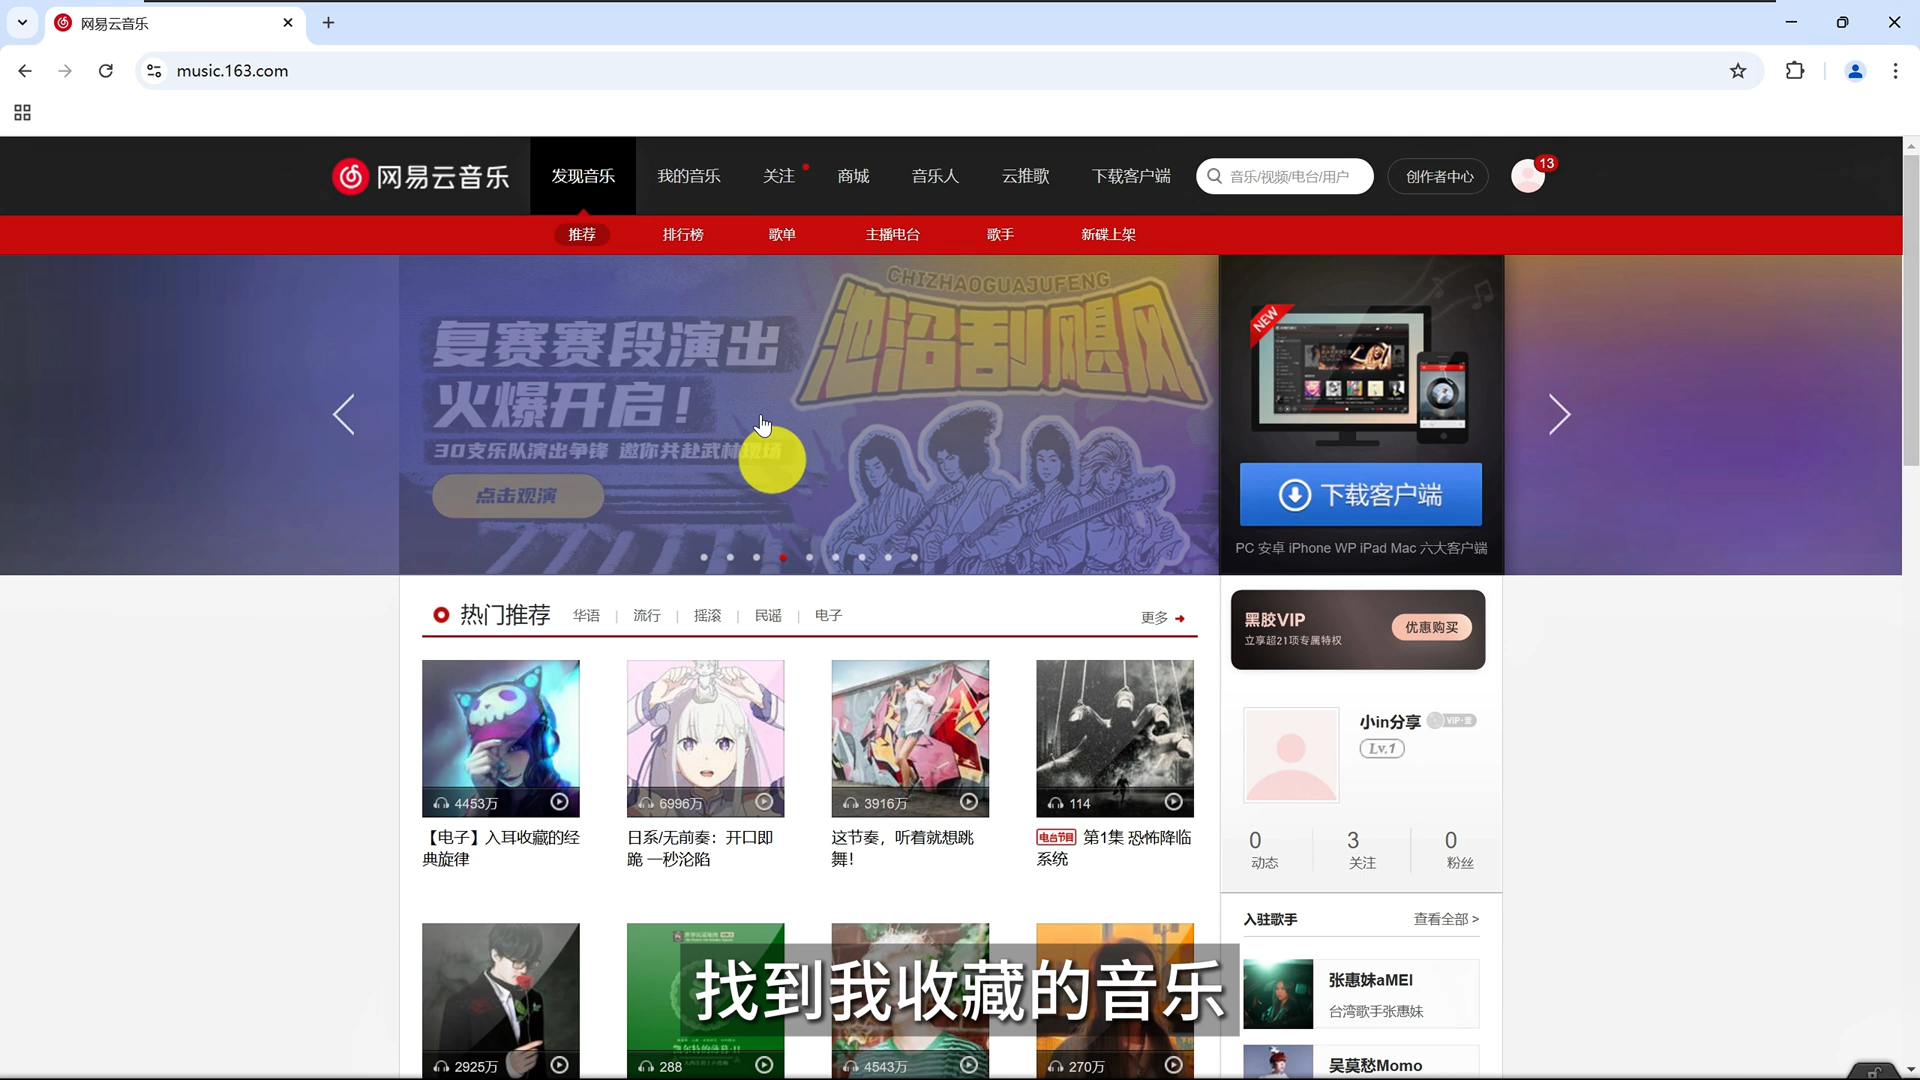 网易云音乐
music.163.com
网易云音乐
发现音乐
我的音乐
关注
商城
音乐人
云推歌
下载客户端
音乐/视频/电台/用户
创作者中心
13
推荐
排行榜
歌单
主播电台
歌手
新碟上架
CHIZHAOGUAJUFENG
池沼刮飓风
复赛赛段演出
火爆开启!
30支乐队演出争锋 邀你共赴武林现场
点击观演
NEW
下载客户端
PC 安卓 iPhone WP iPad Mac 六大客户端
热门推荐
华语 | 流行 | 摇滚 | 民谣 | 电子
更多
4453万
6996万
3916万
114
【电子】入耳收藏的经
典旋律
日系/无前奏：开口即
跪 一秒沦陷
这节奏，听着就想跳
舞！
电台节目 第1集 恐怖降临
系统
黑胶VIP
立享超21项专属特权
优惠购买
小in分享
VIP·壹
Lv.1
0
动态
3
关注
0
粉丝
入驻歌手
查看全部 >
张惠妹aMEI
台湾歌手张惠妹
吴莫愁Momo
2925万
288
4543万
270万
找到我收藏的音乐